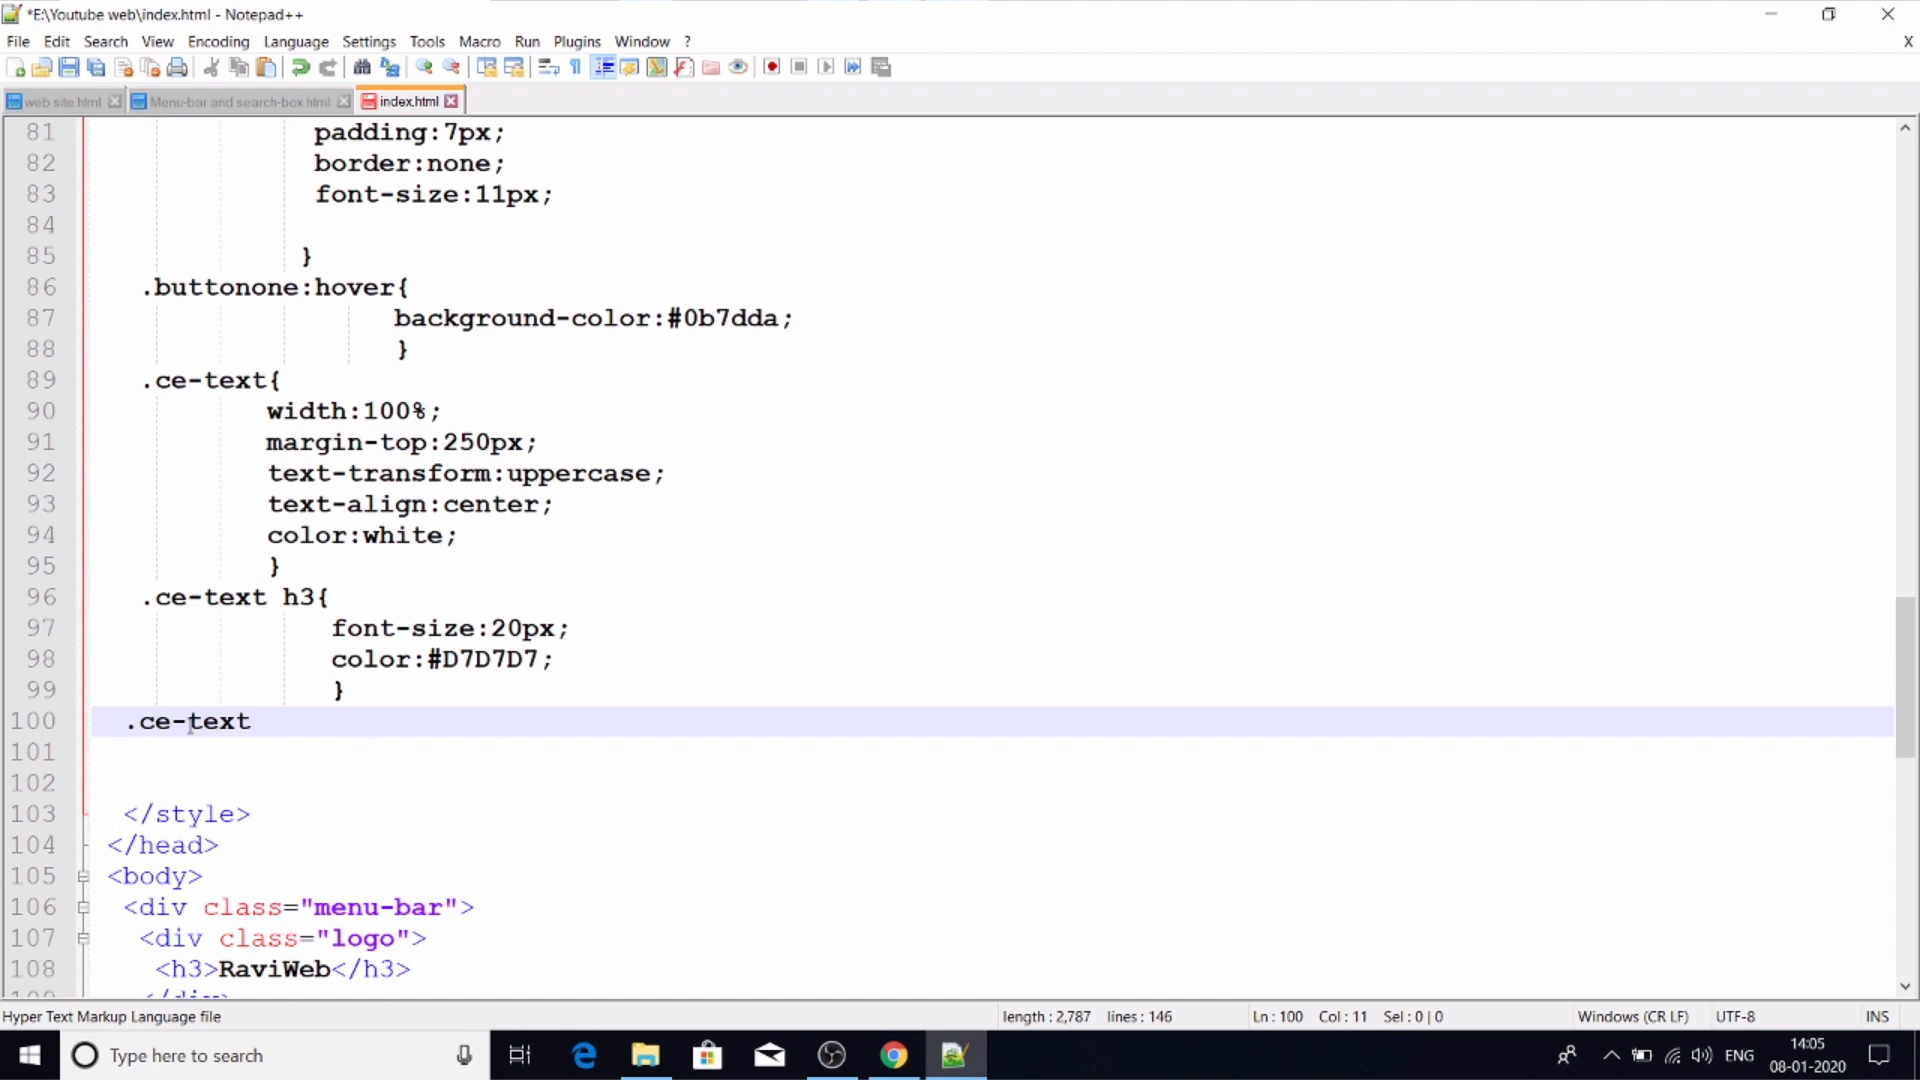 *E:\Youtube web\index.html - Notepad++
File Edit Search View Encoding Language Settings Tools Macro Run Plugins Window ? X
web site.html Menu-bar and search-box.html index.html
81 padding:7px;
82 border:none;
83 font-size:11px;
84
85 }
86 .buttonone:hover{
87 background-color:#0b7dda;
88 }
89 .ce-text{
90 width:100%;
91 margin-top:250px;
92 text-transform:uppercase;
93 text-align:center;
94 color:white;
95 }
96 .ce-text h3{
97 font-size:20px;
98 color:#D7D7D7;
99 }
100 .ce-text
101
102
103 </style>
104 </head>
105 <body>
106 <div class="menu-bar">
107 <div class="logo">
108 <h3>RaviWeb</h3>
109 </div>
Hyper Text Markup Language file length : 2,787 lines : 146 Ln : 100 Col : 11 Sel : 0 | 0 Windows (CR LF) UTF-8 INS
Type here to search ENG 14:05
08-01-2020